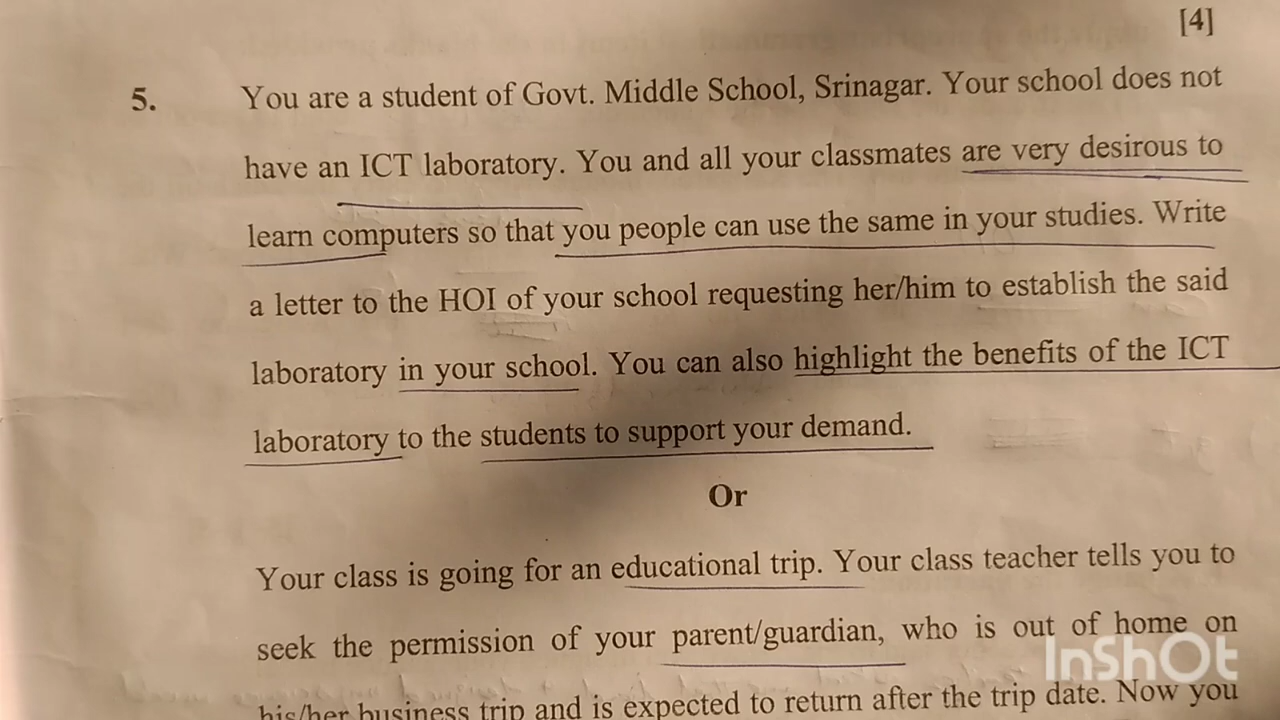 [4]
5. You are a student of Govt. Middle School, Srinagar. Your school does not
have an ICT laboratory. You and all your classmates are very desirous to
learn computers so that you people can use the same in your studies. Write
a letter to the HOI of your school requesting her/him to establish the said
laboratory in your school. You can also highlight the benefits of the ICT
laboratory to the students to support your demand.
Or
Your class is going for an educational trip. Your class teacher tells you to
seek the permission of your parent/guardian, who is out of home on
InShOt
his/her business trip and is expected to return after the trip date. Now you